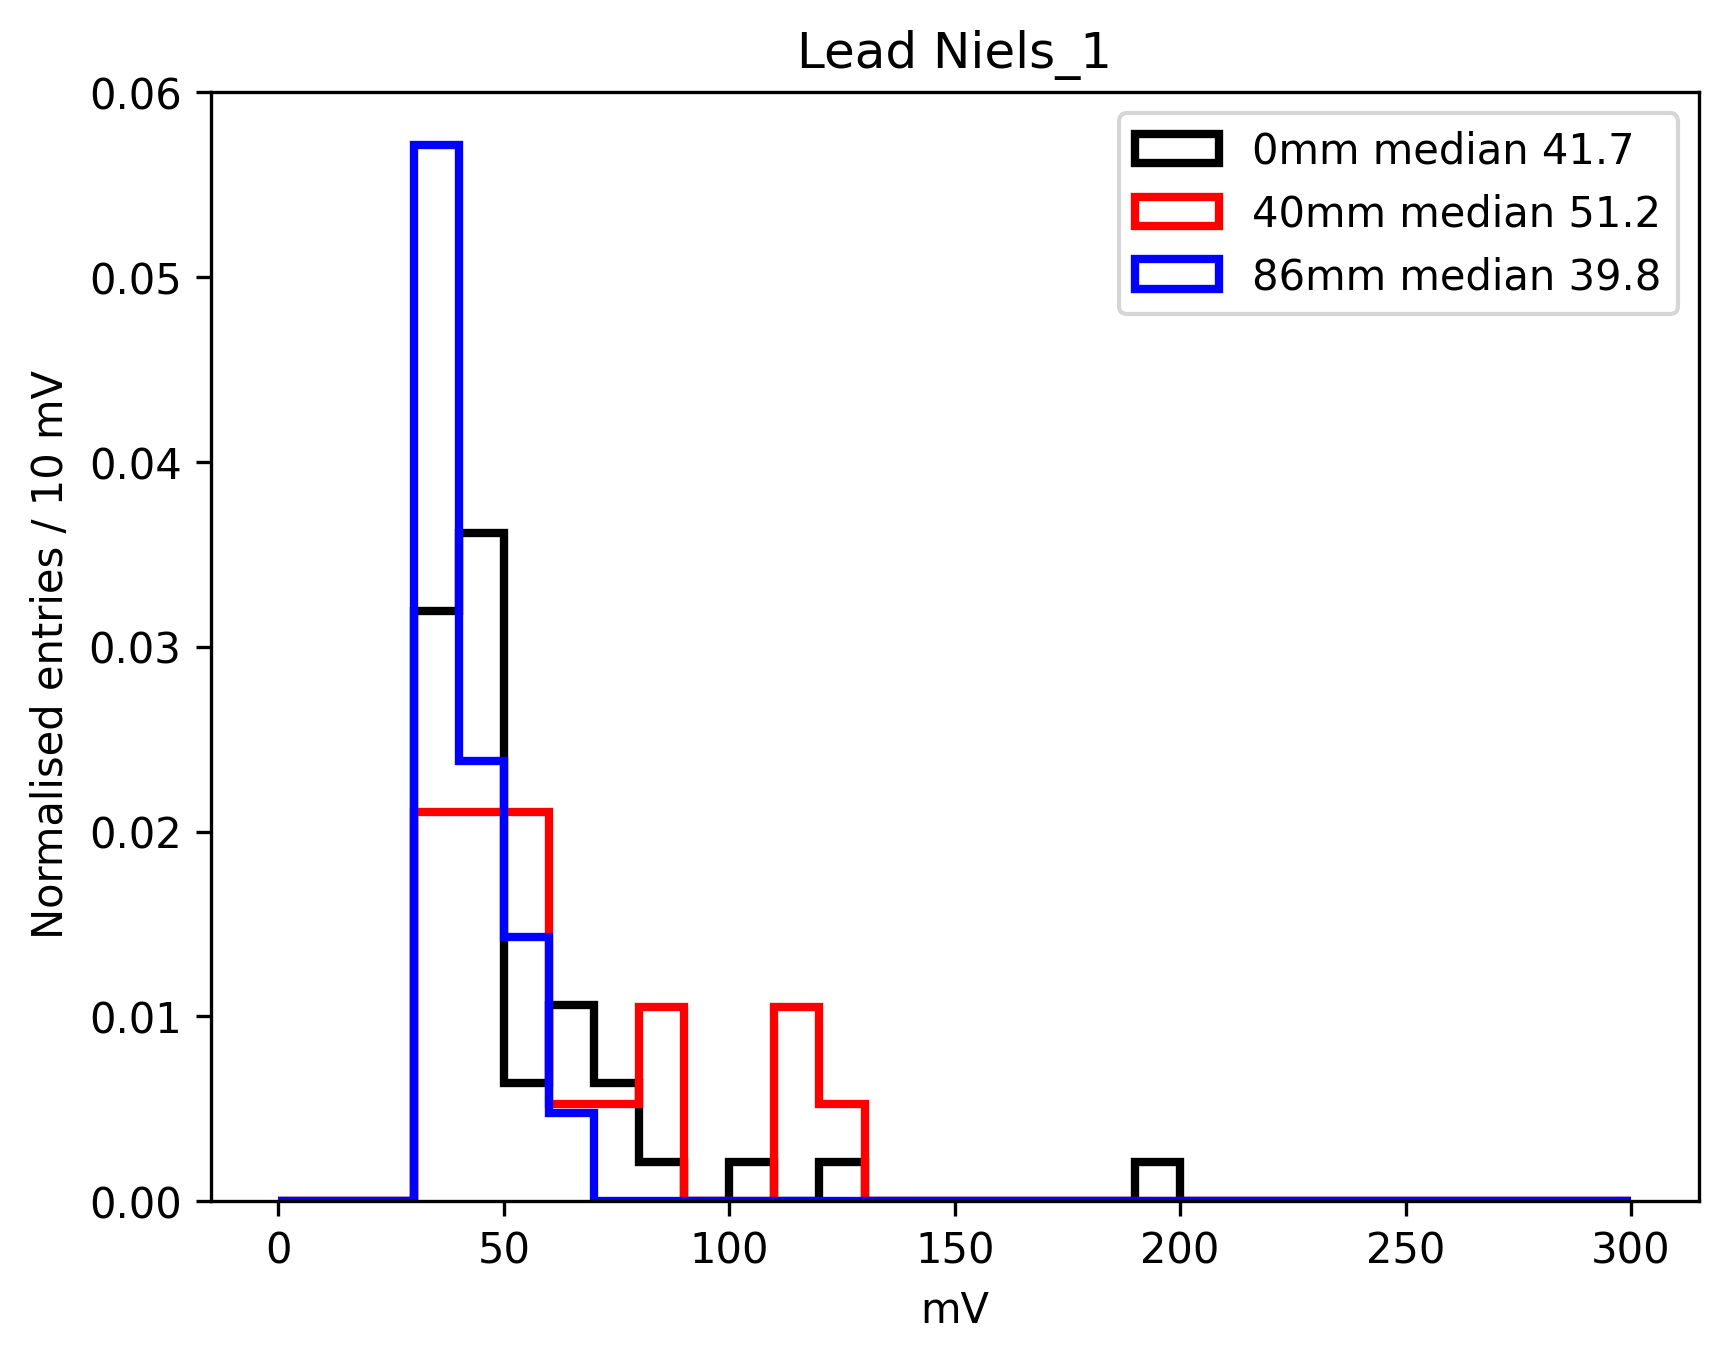 Lead Niels_1
0mm median 41.7
40mm median 51.2
86mm median 39.8
Normalised entries / 10 mV
0.06
0.05
0.04
0.03
0.02
0.01
0.00
0 50 100 150 200 250 300
mV